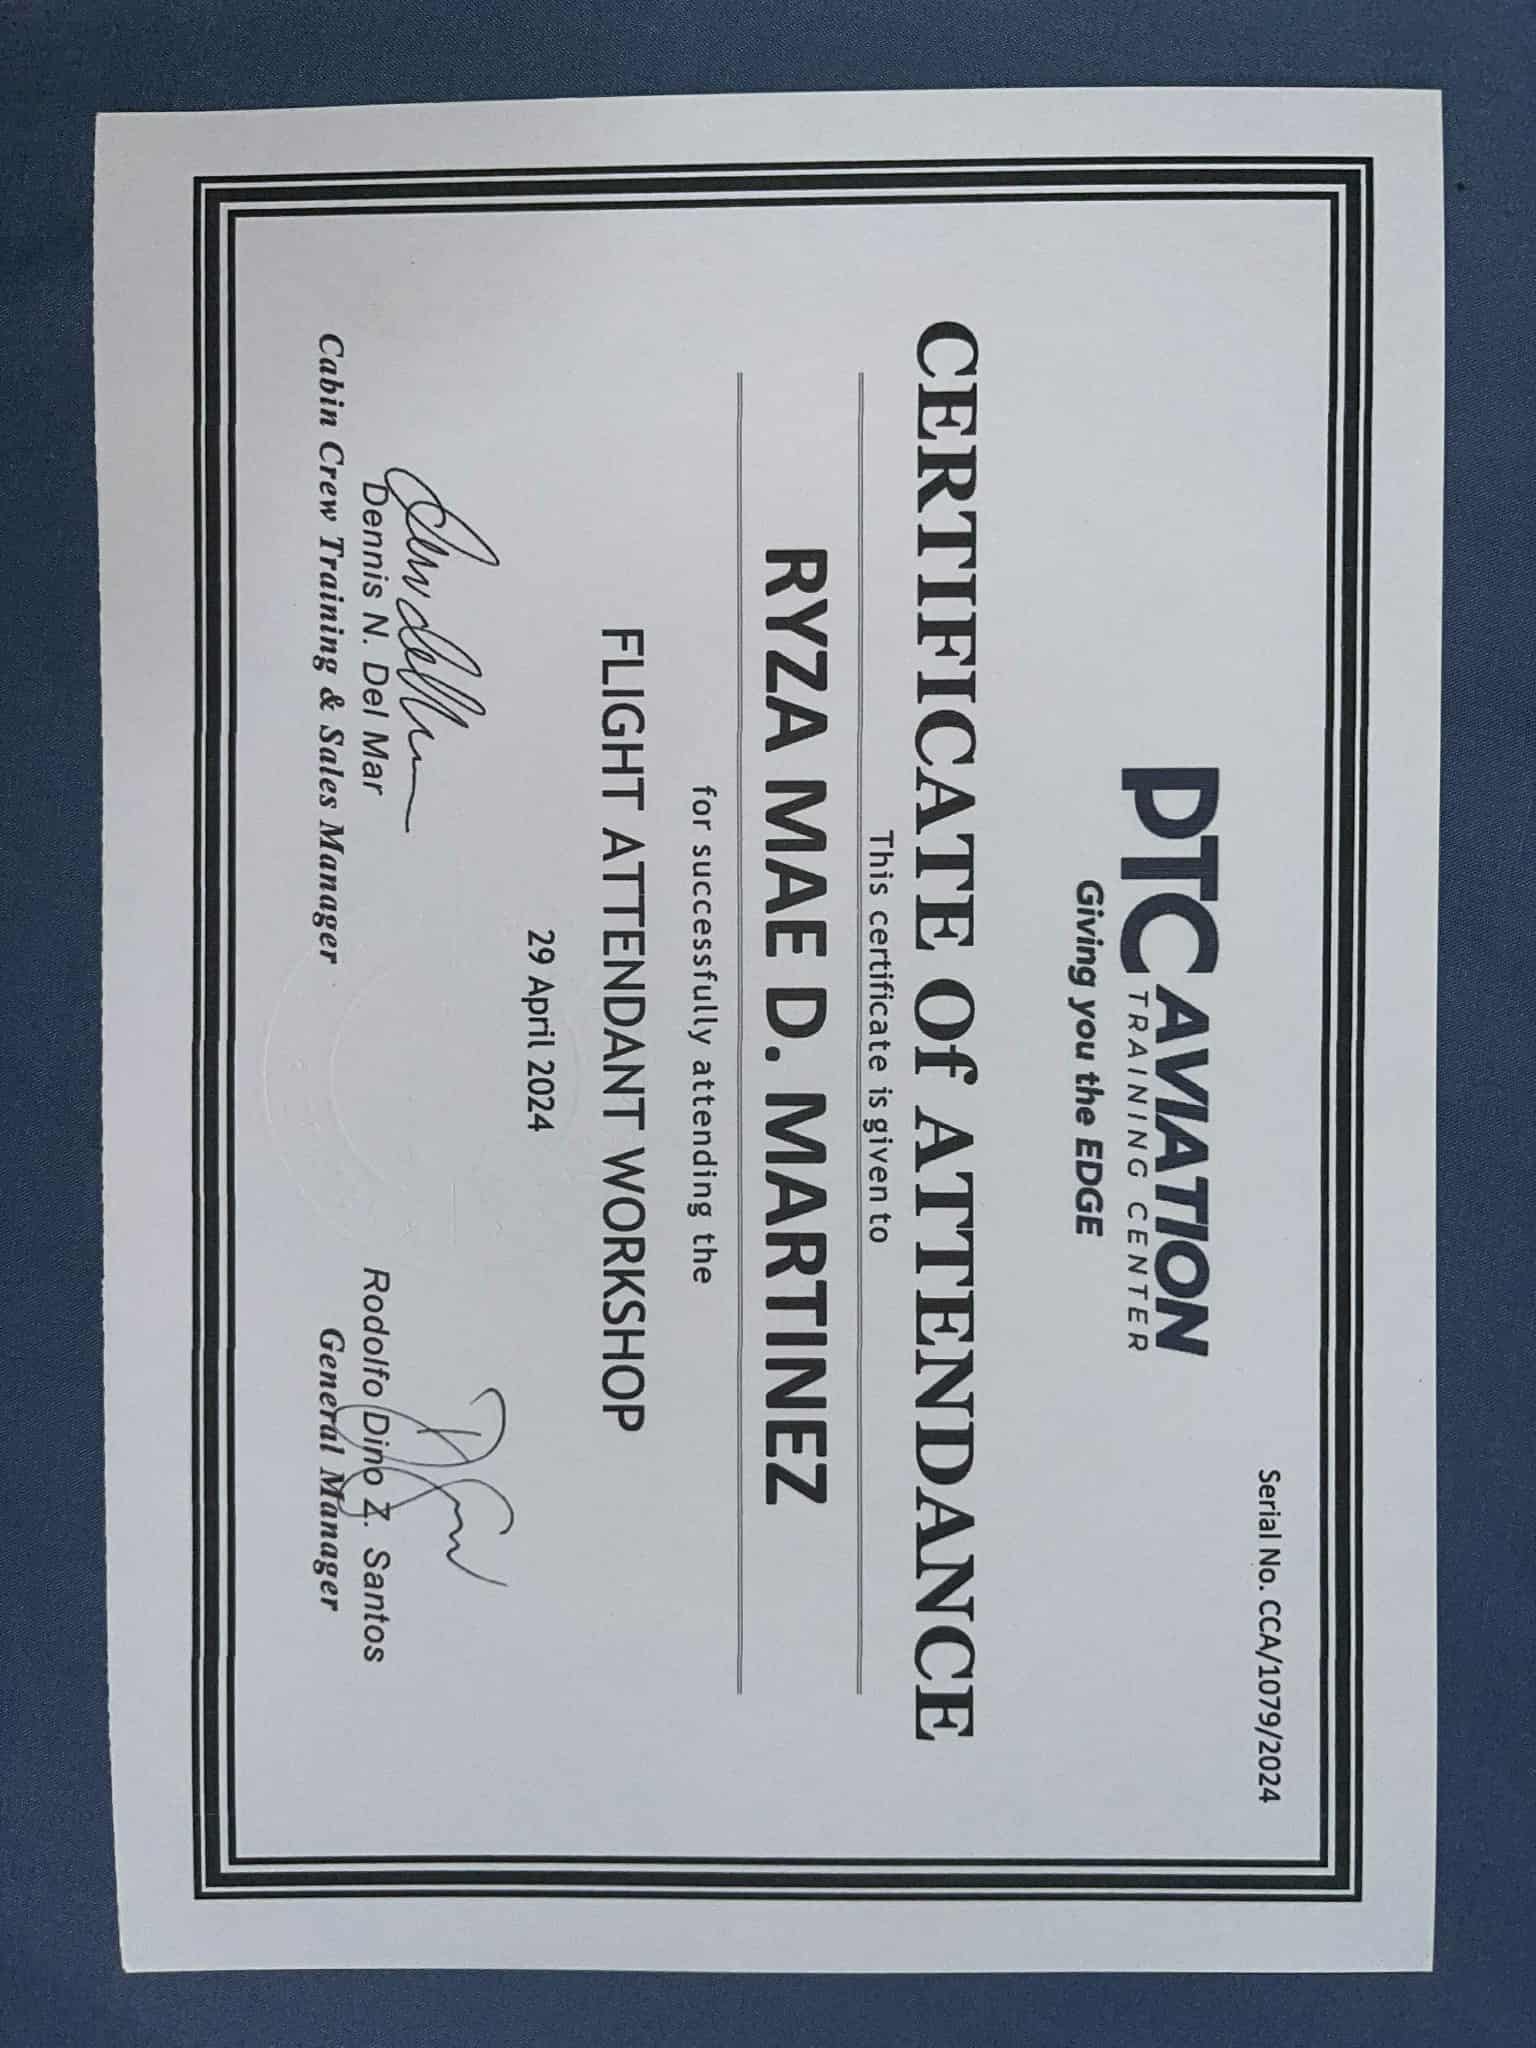 Serial No. CCA/1079/2024
PTC AVIATION
TRAINING CENTER
Giving you the EDGE
CERTIFICATE Of ATTENDANCE
This certificate is given to
RYZA MAE D. MARTINEZ
for successfully attending the
FLIGHT ATTENDANT WORKSHOP
29 April 2024
Dennis N. Del Mar
Cabin Crew Training & Sales Manager
Rodolfo Dino Z. Santos
General Manager